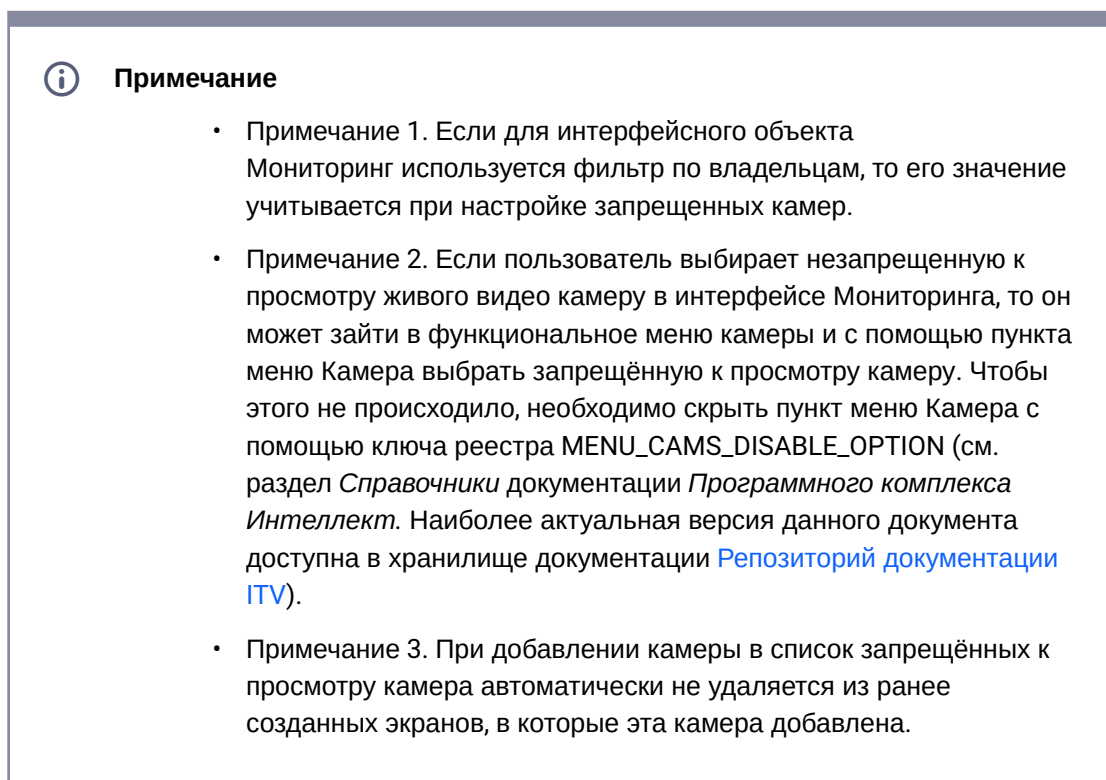 Примечание
• Примечание 1. Если для интерфейсного объекта
Мониторинг используется фильтр по владельцам, то его значение
учитывается при настройке запрещенных камер.
• Примечание 2. Если пользователь выбирает незапрещенную к
просмотру живого видео камеру в интерфейсе Мониторинга, то он
может зайти в функциональное меню камеры и с помощью пункта
меню Камера выбрать запрещённую к просмотру камеру. Чтобы
этого не происходило, необходимо скрыть пункт меню Камера с
помощью ключа реестра MENU_CAMS_DISABLE_OPTION (см.
раздел Справочники документации Программного комплекса
Интеллект. Наиболее актуальная версия данного документа
доступна в хранилище документации Репозиторий документации
ITV).
• Примечание 3. При добавлении камеры в список запрещённых к
просмотру камера автоматически не удаляется из ранее
созданных экранов, в которые эта камера добавлена.